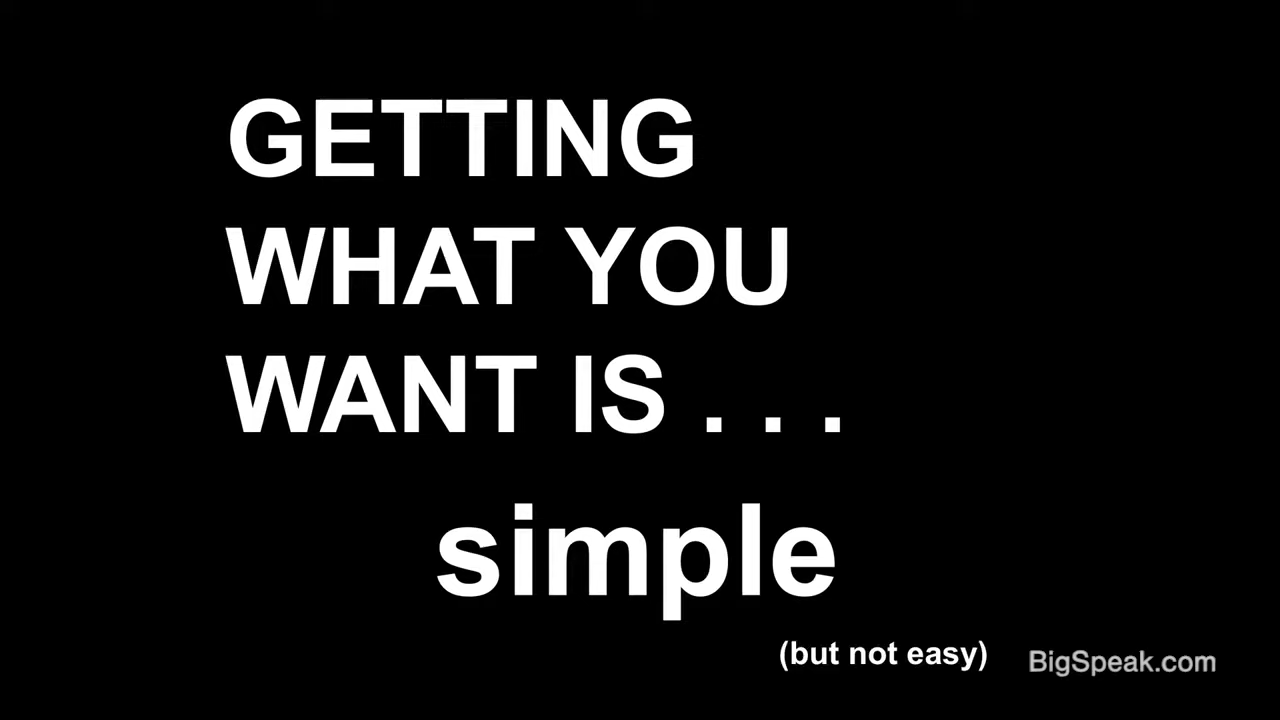 GETTING
WHAT YOU
WANT IS . . .
simple
(but not easy)
BigSpeak.com